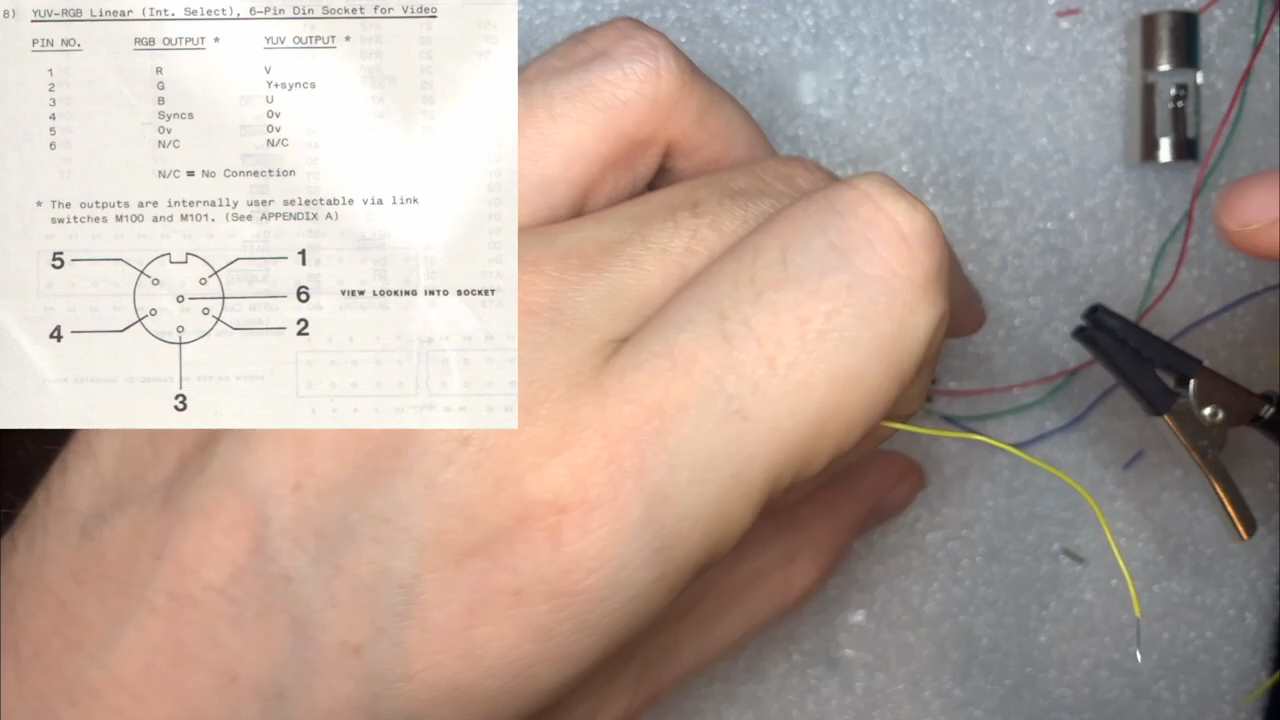 8) YUV-RGB Linear (Int. Select), 6-Pin Din Socket for Video
PIN NO. RGB OUTPUT * YUV OUTPUT *
1 R V
2 G Y+syncs
3 B U
4 Syncs 0v
5 0v 0v
6 N/C N/C
N/C = No Connection
* The outputs are internally user selectable via link
switches M100 and M101. (See APPENDIX A)
5 1
6 VIEW LOOKING INTO SOCKET
4 2
3